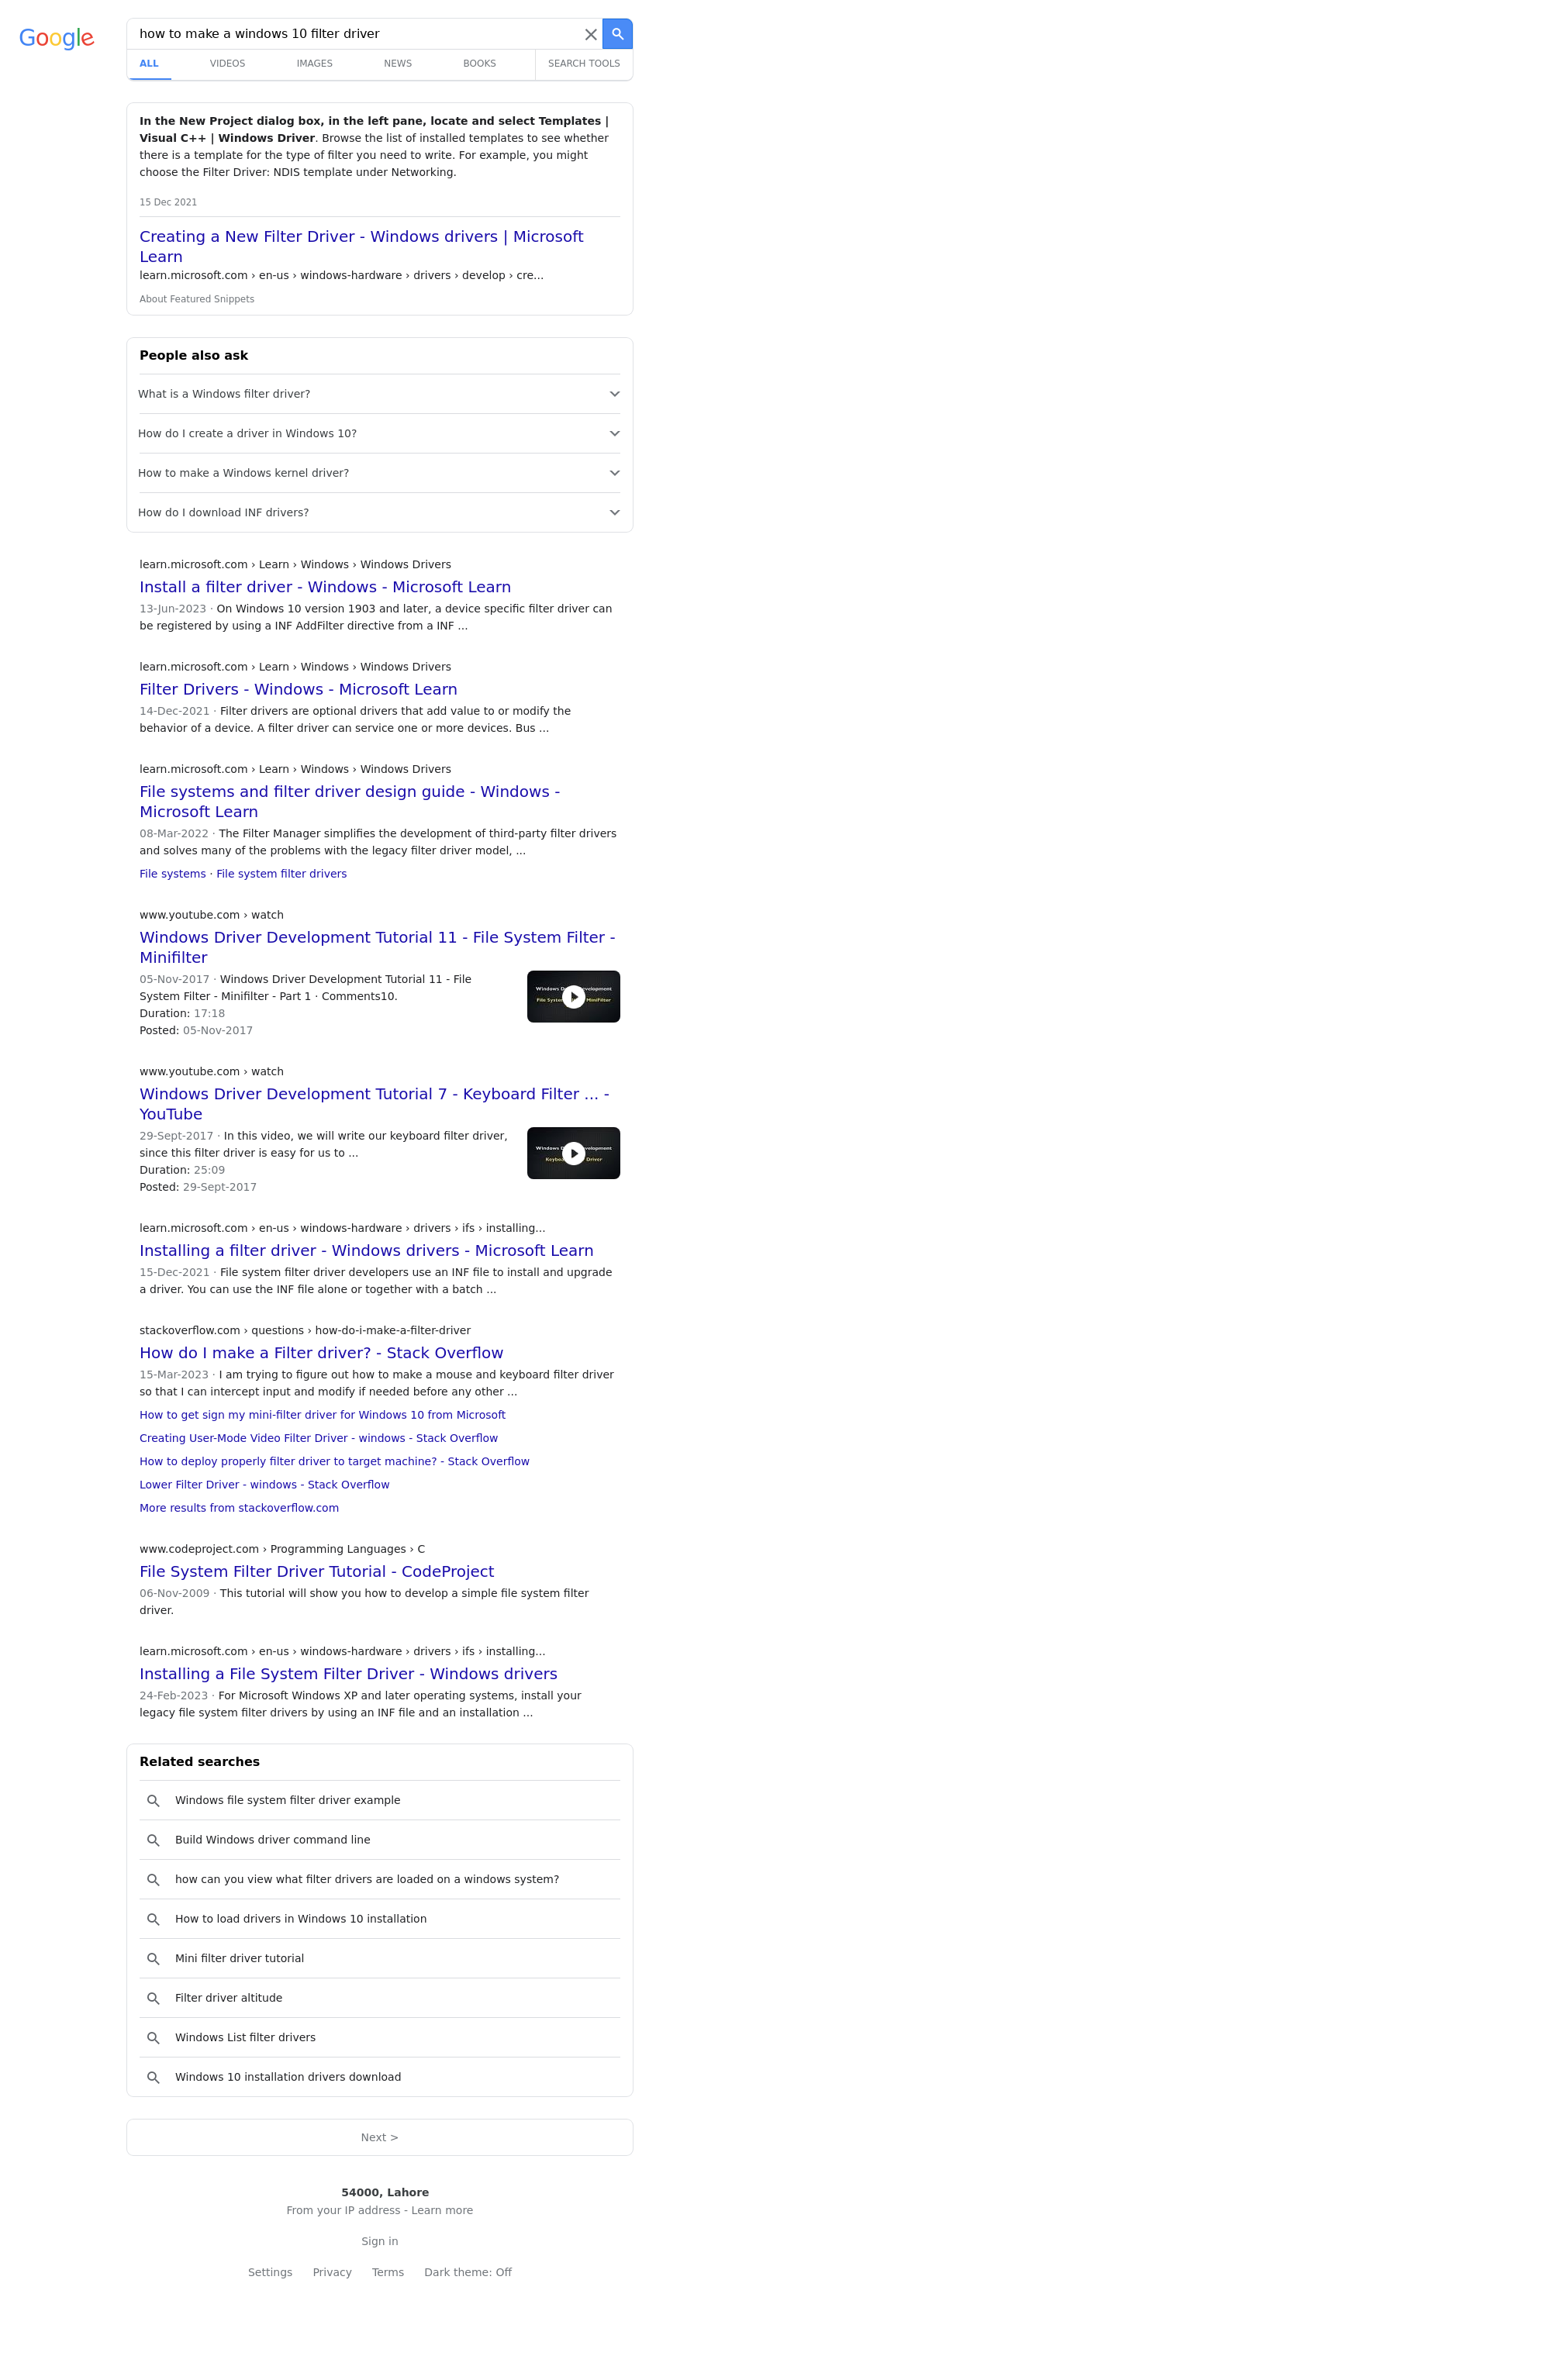 Google
how to make a windows 10 filter driver
ALL VIDEOS IMAGES NEWS BOOKS SEARCH TOOLS
In the New Project dialog box, in the left pane, locate and select Templates |
Visual C++ | Windows Driver. Browse the list of installed templates to see whether
there is a template for the type of filter you need to write. For example, you might
choose the Filter Driver: NDIS template under Networking.
15 Dec 2021
Creating a New Filter Driver - Windows drivers | Microsoft
Learn
learn.microsoft.com › en-us › windows-hardware › drivers › develop › cre...
About Featured Snippets
People also ask
What is a Windows filter driver?
How do I create a driver in Windows 10?
How to make a Windows kernel driver?
How do I download INF drivers?
learn.microsoft.com › Learn › Windows › Windows Drivers
Install a filter driver - Windows - Microsoft Learn
13-Jun-2023 · On Windows 10 version 1903 and later, a device specific filter driver can
be registered by using a INF AddFilter directive from a INF ...
learn.microsoft.com › Learn › Windows › Windows Drivers
Filter Drivers - Windows - Microsoft Learn
14-Dec-2021 · Filter drivers are optional drivers that add value to or modify the
behavior of a device. A filter driver can service one or more devices. Bus ...
learn.microsoft.com › Learn › Windows › Windows Drivers
File systems and filter driver design guide - Windows -
Microsoft Learn
08-Mar-2022 · The Filter Manager simplifies the development of third-party filter drivers
and solves many of the problems with the legacy filter driver model, ...
File systems · File system filter drivers
www.youtube.com › watch
Windows Driver Development Tutorial 11 - File System Filter -
Minifilter
05-Nov-2017 · Windows Driver Development Tutorial 11 - File
System Filter - Minifilter - Part 1 · Comments10.
Duration: 17:18
Posted: 05-Nov-2017
www.youtube.com › watch
Windows Driver Development Tutorial 7 - Keyboard Filter ... -
YouTube
29-Sept-2017 · In this video, we will write our keyboard filter driver,
since this filter driver is easy for us to ...
Duration: 25:09
Posted: 29-Sept-2017
learn.microsoft.com › en-us › windows-hardware › drivers › ifs › installing...
Installing a filter driver - Windows drivers - Microsoft Learn
15-Dec-2021 · File system filter driver developers use an INF file to install and upgrade
a driver. You can use the INF file alone or together with a batch ...
stackoverflow.com › questions › how-do-i-make-a-filter-driver
How do I make a Filter driver? - Stack Overflow
15-Mar-2023 · I am trying to figure out how to make a mouse and keyboard filter driver
so that I can intercept input and modify if needed before any other ...
How to get sign my mini-filter driver for Windows 10 from Microsoft
Creating User-Mode Video Filter Driver - windows - Stack Overflow
How to deploy properly filter driver to target machine? - Stack Overflow
Lower Filter Driver - windows - Stack Overflow
More results from stackoverflow.com
www.codeproject.com › Programming Languages › C
File System Filter Driver Tutorial - CodeProject
06-Nov-2009 · This tutorial will show you how to develop a simple file system filter
driver.
learn.microsoft.com › en-us › windows-hardware › drivers › ifs › installing...
Installing a File System Filter Driver - Windows drivers
24-Feb-2023 · For Microsoft Windows XP and later operating systems, install your
legacy file system filter drivers by using an INF file and an installation ...
Related searches
Windows file system filter driver example
Build Windows driver command line
how can you view what filter drivers are loaded on a windows system?
How to load drivers in Windows 10 installation
Mini filter driver tutorial
Filter driver altitude
Windows List filter drivers
Windows 10 installation drivers download
Next >
54000, Lahore
From your IP address - Learn more
Sign in
Settings Privacy Terms Dark theme: Off